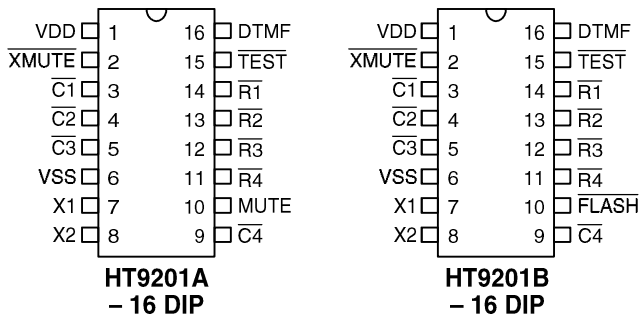 VDD 1 16 DTMF
XMUTE 2 15 TEST
C1 3 14 R1
C2 4 13 R2
C3 5 12 R3
VSS 6 11 R4
X1 7 10 MUTE
X2 8 9 C4
HT9201A
– 16 DIP
VDD 1 16 DTMF
XMUTE 2 15 TEST
C1 3 14 R1
C2 4 13 R2
C3 5 12 R3
VSS 6 11 R4
X1 7 10 FLASH
X2 8 9 C4
HT9201B
– 16 DIP